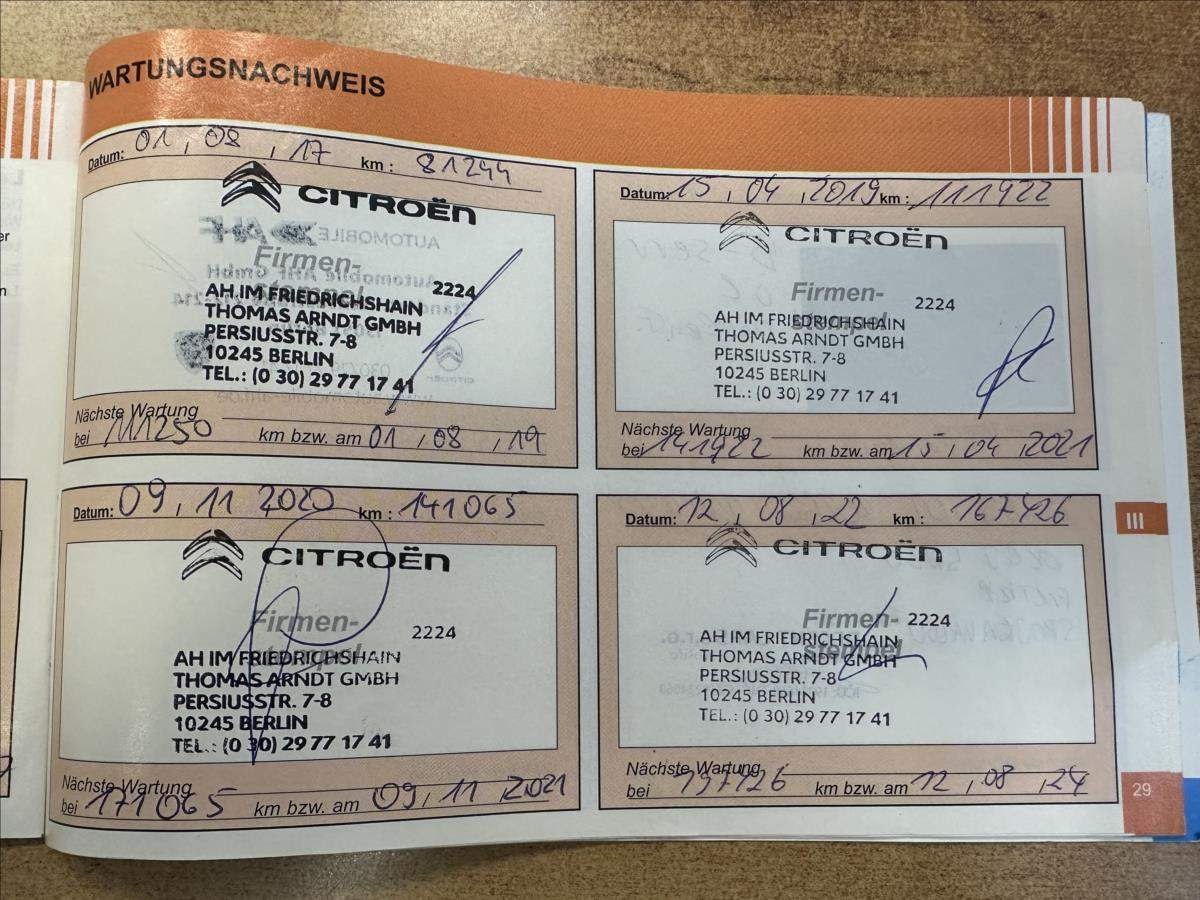 WARTUNGSNACHWEIS
Datum: 01 . 08 . 17 km : 81244
CITROËN
Firmen-
stempel
2224
AH IM FRIEDRICHSHAIN
THOMAS ARNDT GMBH
PERSIUSSTR. 7-8
10245 BERLIN
TEL.: (0 30) 29 77 17 41
Nächste Wartung
bei 111250 km bzw. am 01 . 08 . 19
Datum: 15 . 04 . 2019 km : 111922
CITROËN
Firmen-
stempel
2224
AH IM FRIEDRICHSHAIN
THOMAS ARNDT GMBH
PERSIUSSTR. 7-8
10245 BERLIN
TEL.: (0 30) 29 77 17 41
Nächste Wartung
bei 141922 km bzw. am 15 . 04 . 2021
Datum: 09 . 11 2020 km : 141065
CITROËN
Firmen-
stempel
2224
AH IM FRIEDRICHSHAIN
THOMAS ARNDT GMBH
PERSIUSSTR. 7-8
10245 BERLIN
TEL.: (0 30) 29 77 17 41
Nächste Wartung
bei 171065 km bzw. am 09 . 11 . 2021
Datum: 12 . 08 . 22 km : 167426
CITROËN
Firmen-
stempel
2224
AH IM FRIEDRICHSHAIN
THOMAS ARNDT GMBH
PERSIUSSTR. 7-8
10245 BERLIN
TEL.: (0 30) 29 77 17 41
Nächste Wartung
bei 197426 km bzw. am 12 . 08 . 24
III
29